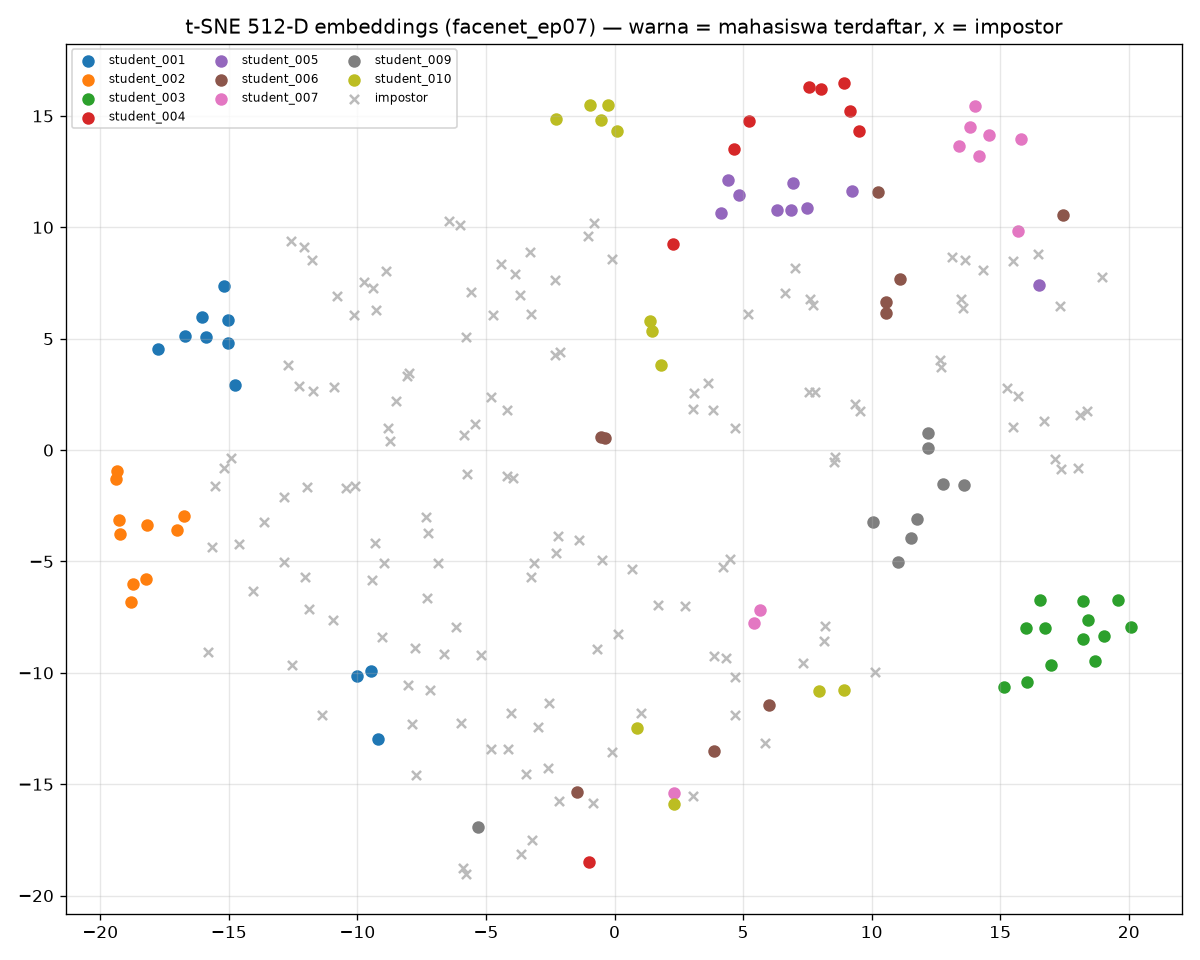 t-SNE 512-D embeddings (facenet_ep07) — warna = mahasiswa terdaftar, x = impostor
student_001
student_002
student_003
student_004
student_005
student_006
student_007
student_009
student_010
impostor
15
10
5
0
−5
−10
−15
−20
−20
−15
−10
−5
0
5
10
15
20